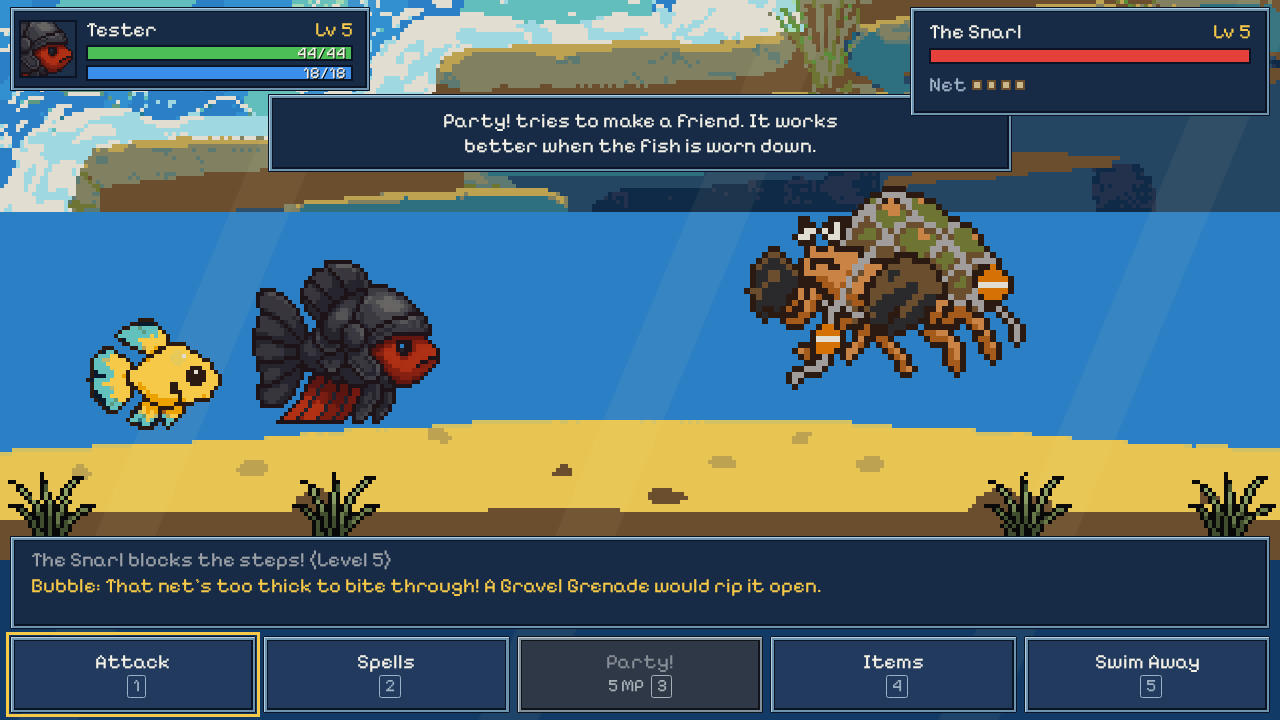 Tester Lv 5
44/44
18/18
The Snarl Lv 5
Net
Party! tries to make a friend. It works
better when the fish is worn down.
The Snarl blocks the steps! (Level 5)
Bubble: That net's too thick to bite through! A Gravel Grenade would rip it open.
Attack
1
Spells
2
Party!
5 MP 3
Items
4
Swim Away
5